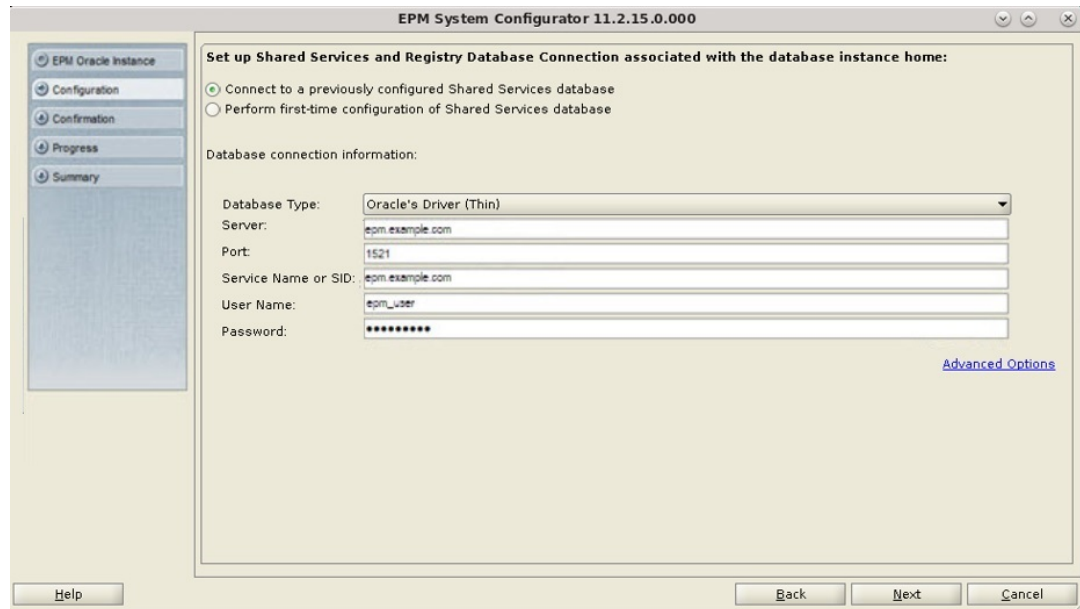 EPM System Configurator 11.2.15.0.000
EPM Oracle Instance
Configuration
Confirmation
Progress
Summary
Set up Shared Services and Registry Database Connection associated with the database instance home:
Connect to a previously configured Shared Services database
Perform first-time configuration of Shared Services database
Database connection information:
Database Type: Oracle's Driver (Thin)
Server: epm.example.com
Port: 1521
Service Name or SID: epm.example.com
User Name: epm_user
Password: •••••••••
Advanced Options
Help Back Next Cancel